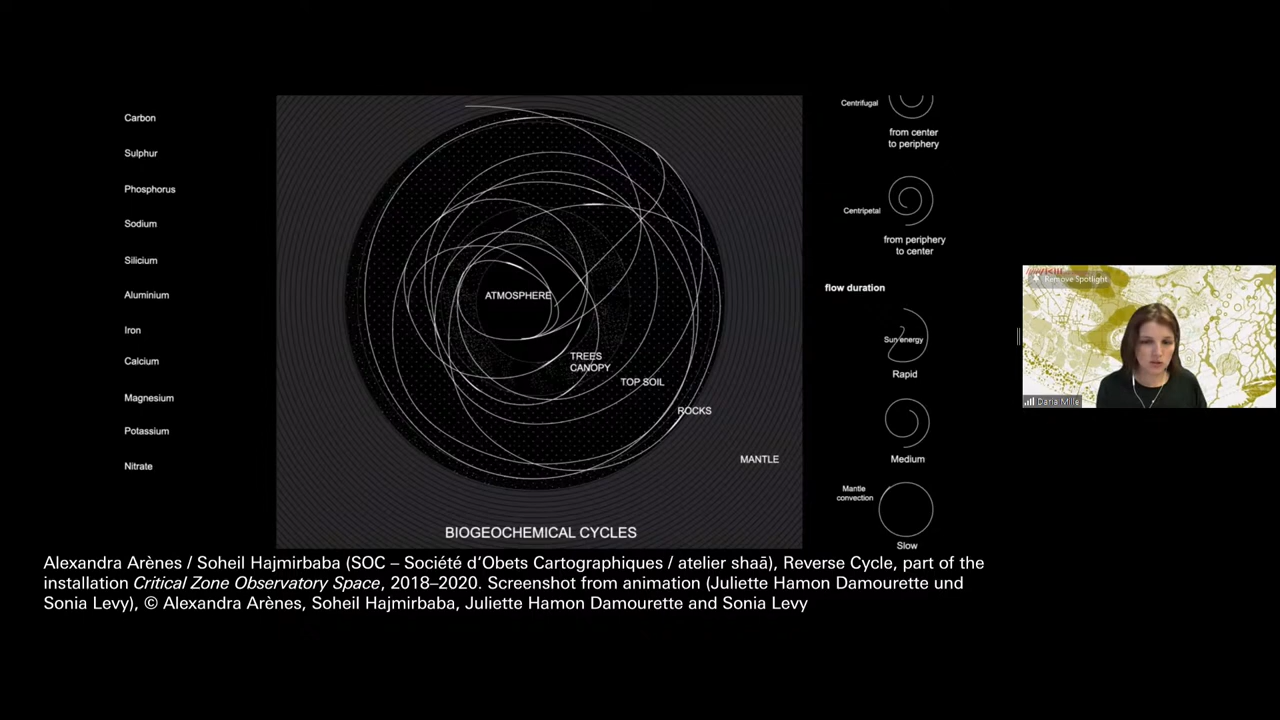 Carbon
Sulphur
Phosphorus
Sodium
Silicium
Aluminium
Iron
Calcium
Magnesium
Potassium
Nitrate
ATMOSPHERE
TREES
CANOPY
TOP SOIL
ROCKS
MANTLE
BIOGEOCHEMICAL CYCLES
Centrifugal
from center
to periphery
Centripetal
from periphery
to center
flow duration
Sun energy
Rapid
Medium
Mantle
convection
Slow
Remove Spotlight
Daria Mille
Alexandra Arènes / Soheil Hajmirbaba (SOC – Société d’Obets Cartographiques / atelier shaā), Reverse Cycle, part of the
installation Critical Zone Observatory Space, 2018–2020. Screenshot from animation (Juliette Hamon Damourette und
Sonia Levy), © Alexandra Arènes, Soheil Hajmirbaba, Juliette Hamon Damourette and Sonia Levy